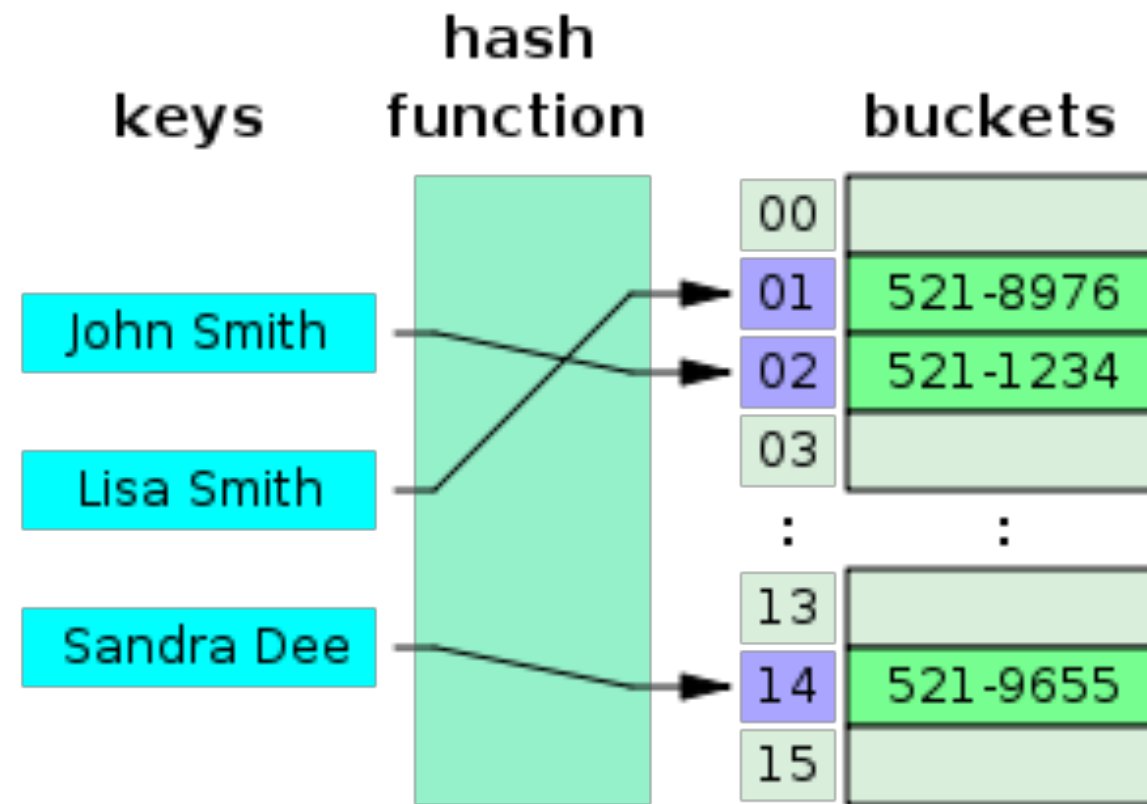 hash
keys function buckets
00
01 521-8976
John Smith 02 521-1234
03
Lisa Smith
: :
13
Sandra Dee 14 521-9655
15